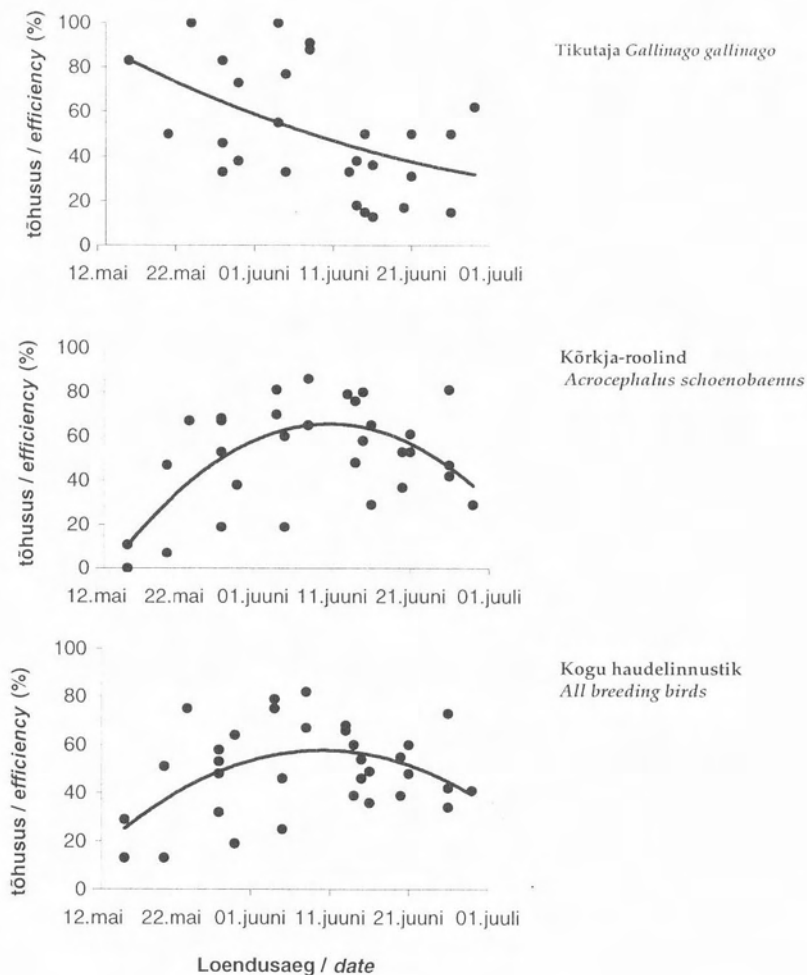 tõhusus / efficiency (%)
100
80
60
40
20
0
12.mai 22.mai 01.juuni 11.juuni 21.juuni 01.juuli
Tikutaja Gallinago gallinago
tõhusus / efficiency (%)
100
80
60
40
20
0
12.mai 22.mai 01.juuni 11.juuni 21.juuni 01.juuli
Kõrkja-roolind
Acrocephalus schoenobaenus
tõhusus / efficiency (%)
100
80
60
40
20
0
12.mai 22.mai 01.juuni 11.juuni 21.juuni 01.juuli
Kogu haudelinnustik
All breeding birds
Loendusaeg / date